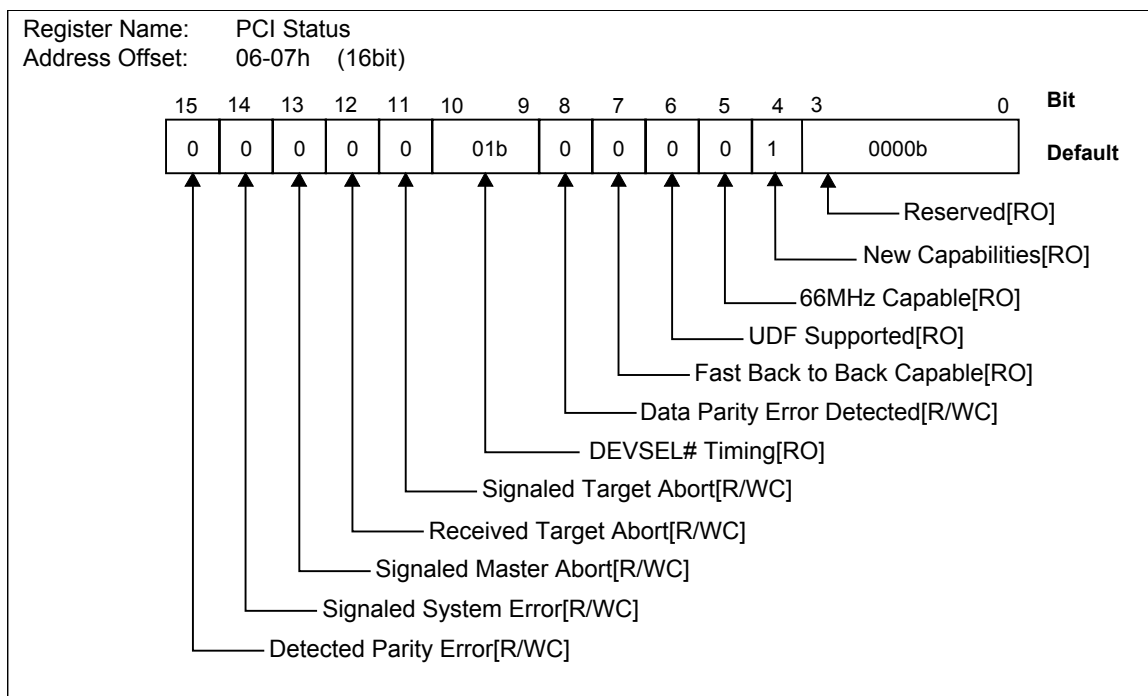 Register Name: PCI Status
Address Offset: 06-07h (16bit)
15 14 13 12 11 10 9 8 7 6 5 4 3 0 Bit
0 0 0 0 0 01b 0 0 0 0 1 0000b Default
Reserved[RO]
New Capabilities[RO]
66MHz Capable[RO]
UDF Supported[RO]
Fast Back to Back Capable[RO]
Data Parity Error Detected[R/WC]
DEVSEL# Timing[RO]
Signaled Target Abort[R/WC]
Received Target Abort[R/WC]
Signaled Master Abort[R/WC]
Signaled System Error[R/WC]
Detected Parity Error[R/WC]